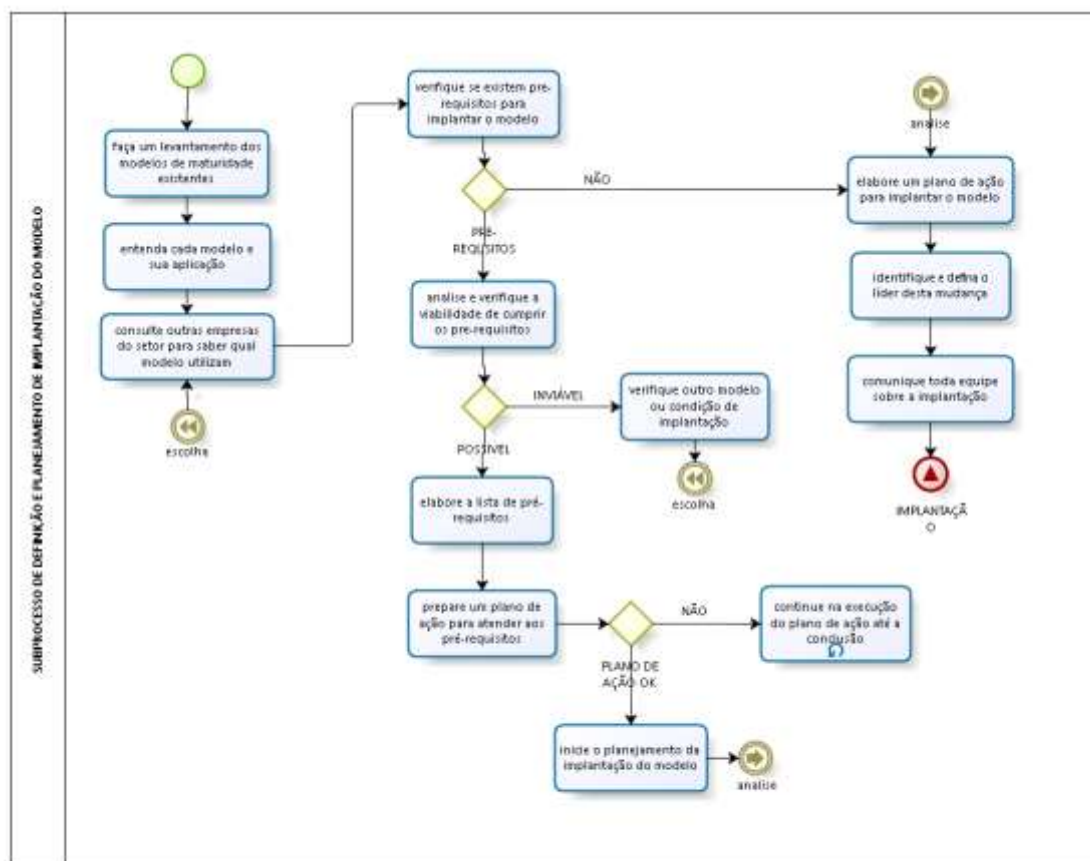 SUBPROCESSO DE DEFINIÇÃO E PLANEJAMENTO DE IMPLANTAÇÃO DO MODELO
faça um levantamento dos
modelos de maturidade
existentes
entenda cada modelo e
sua aplicação
consulte outras empresas
do setor para saber qual
modelo utilizam
escolha
verifique se existem pre-
requisitos para
implantar o modelo
NÃO
PRE-
REQUSITOS
analise e verifique a
viabilidade de cumprir
os pre-requisitos
INVIÁVEL
verifique outro modelo
ou condição de
implantação
escolha
POSSIVEL
elabore a lista de pré-
requisitos
prepare um plano de
ação para atender aos
pré-requisitos
NÃO
continue na execução
do plano de ação até a
conclusão
PLANO DE
AÇÃO OK
inicie o planejamento da
implantação do modelo
analise
analise
elabore um plano de ação
para implantar o modelo
identifique e defina o
lider desta mudança
comunique toda equipe
sobre a implantação
IMPLANTAÇÃ
O